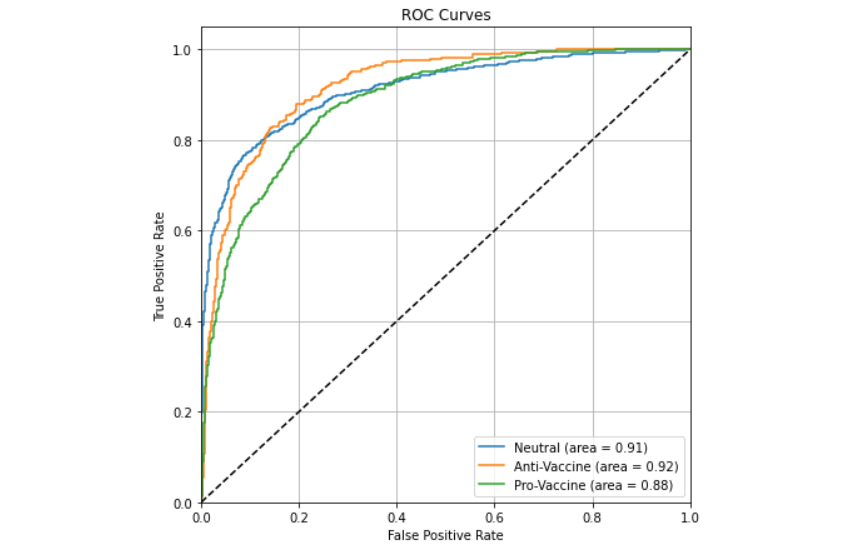 ROC Curves
True Positive Rate
1.0
0.8
0.6
0.4
0.2
0.0
Neutral (area = 0.91)
Anti-Vaccine (area = 0.92)
Pro-Vaccine (area = 0.88)
0.0 0.2 0.4 0.6 0.8 1.0
False Positive Rate